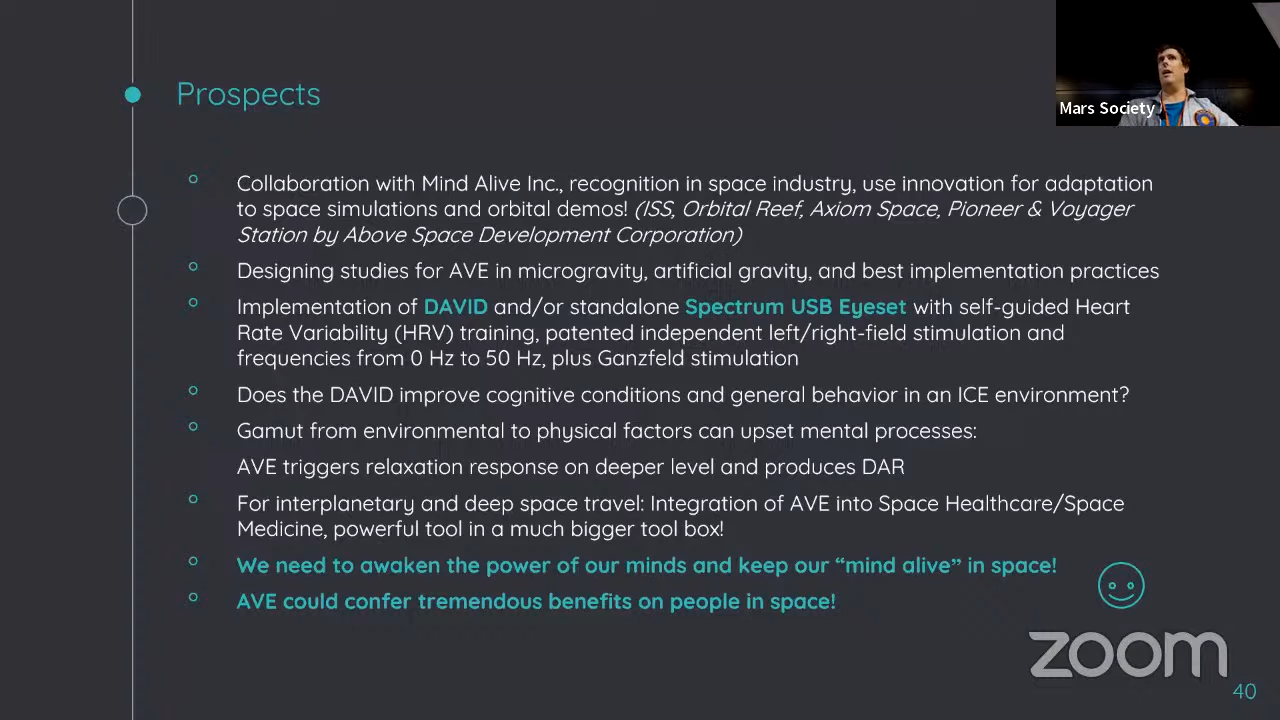 Prospects
Mars Society
Collaboration with Mind Alive Inc., recognition in space industry, use innovation for adaptation
to space simulations and orbital demos! (ISS, Orbital Reef, Axiom Space, Pioneer & Voyager
Station by Above Space Development Corporation)
Designing studies for AVE in microgravity, artificial gravity, and best implementation practices
Implementation of DAVID and/or standalone Spectrum USB Eyeset with self-guided Heart
Rate Variability (HRV) training, patented independent left/right-field stimulation and
frequencies from 0 Hz to 50 Hz, plus Ganzfeld stimulation
Does the DAVID improve cognitive conditions and general behavior in an ICE environment?
Gamut from environmental to physical factors can upset mental processes:
AVE triggers relaxation response on deeper level and produces DAR
For interplanetary and deep space travel: Integration of AVE into Space Healthcare/Space
Medicine, powerful tool in a much bigger tool box!
We need to awaken the power of our minds and keep our “mind alive” in space!
AVE could confer tremendous benefits on people in space!
zoom
40